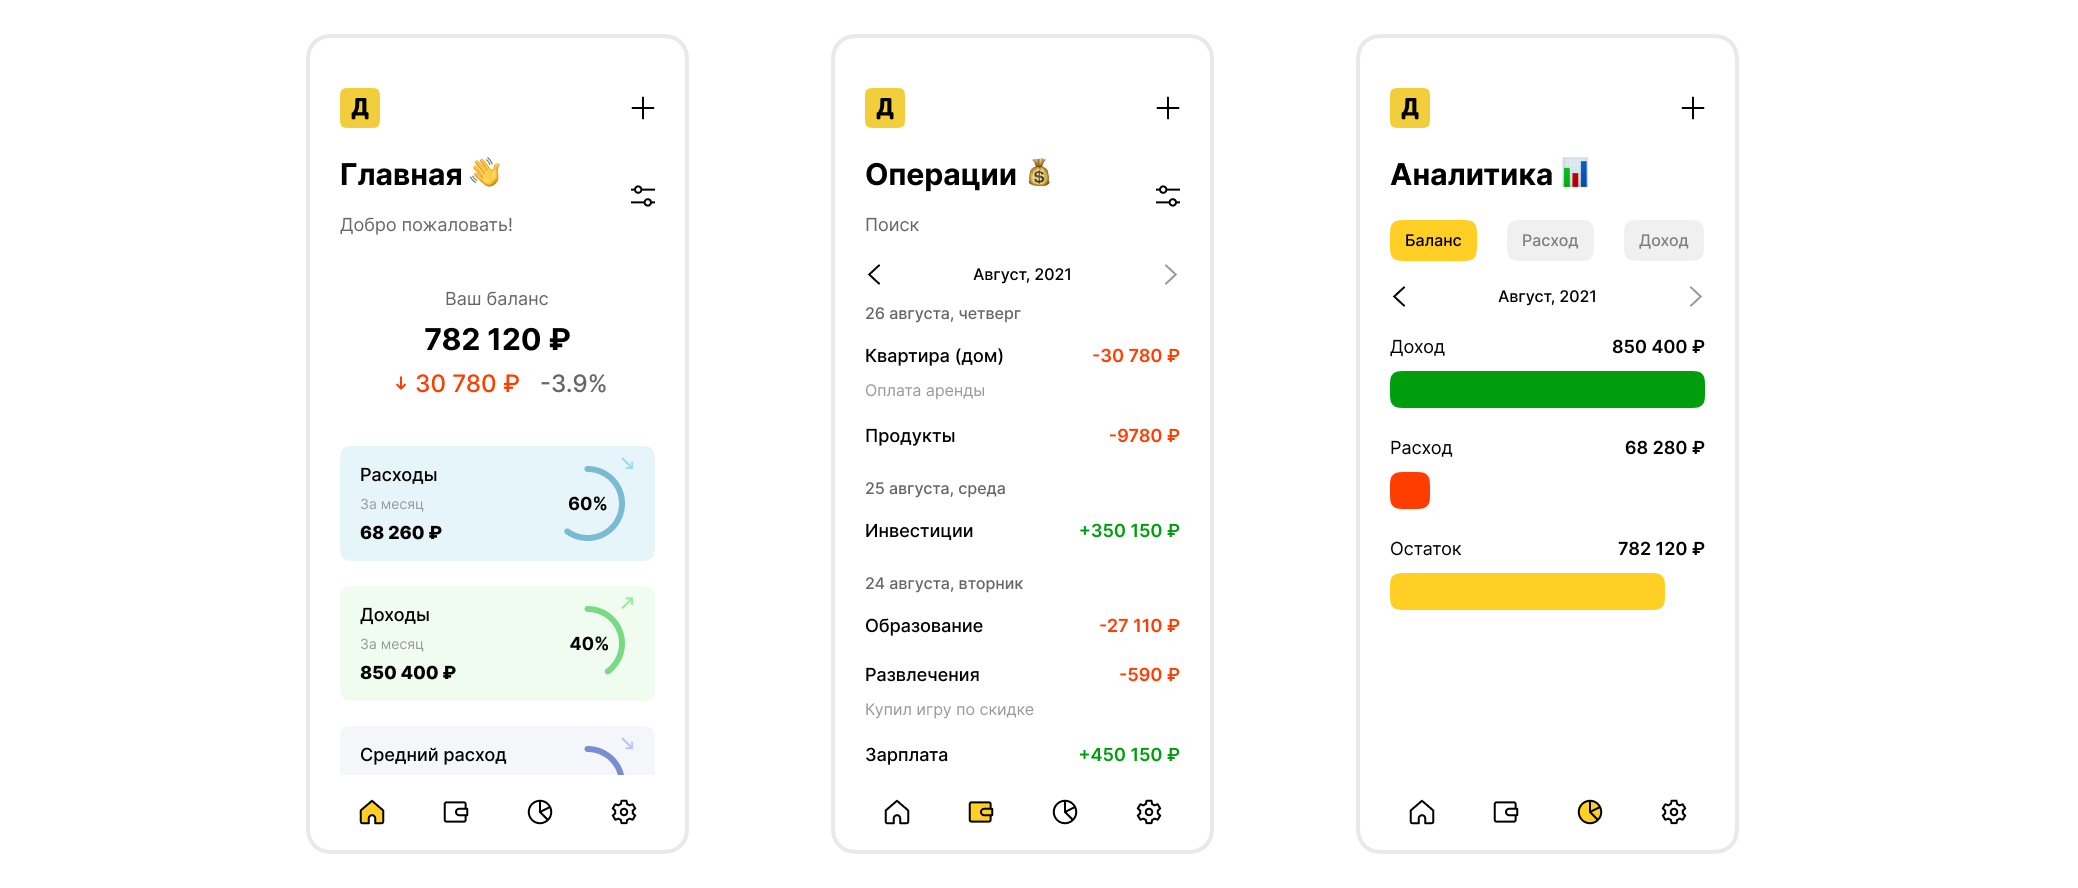 Д
Главная
Добро пожаловать!
Ваш баланс
782 120 ₽
↓ 30 780 ₽ -3.9%
Расходы
За месяц
68 260 ₽
60%
Доходы
За месяц
850 400 ₽
40%
Средний расход
Д
Операции
Поиск
Август, 2021
26 августа, четверг
Квартира (дом) -30 780 ₽
Оплата аренды
Продукты -9780 ₽
25 августа, среда
Инвестиции +350 150 ₽
24 августа, вторник
Образование -27 110 ₽
Развлечения -590 ₽
Купил игру по скидке
Зарплата +450 150 ₽
Д
Аналитика
Баланс Расход Доход
Август, 2021
Доход 850 400 ₽
Расход 68 280 ₽
Остаток 782 120 ₽